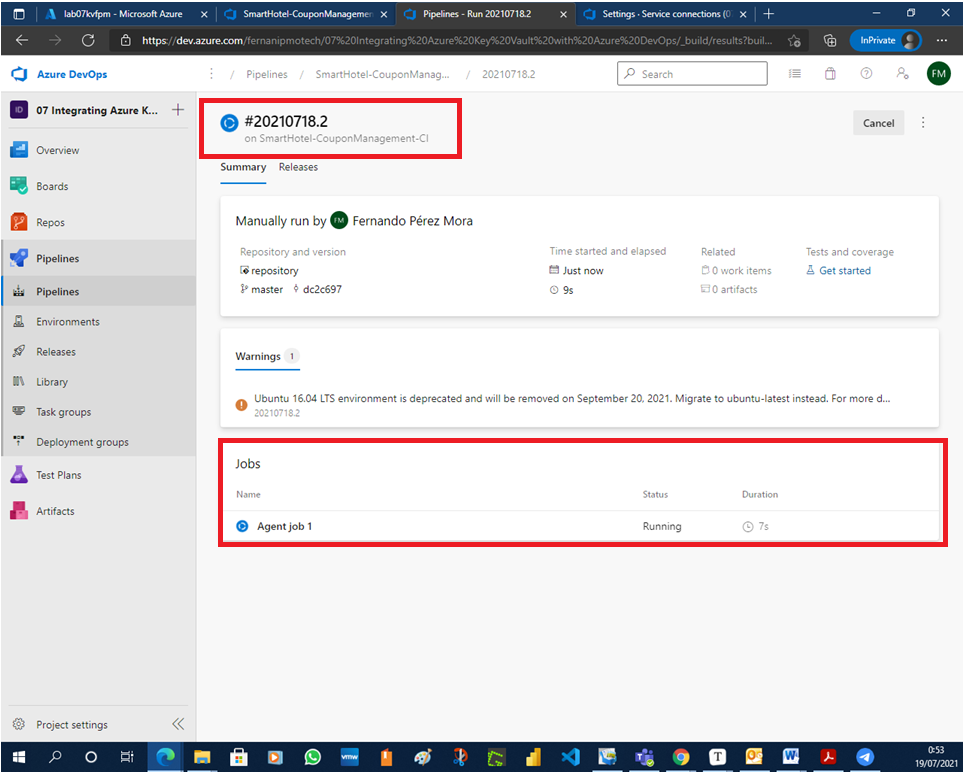 lab07kvfpm - Microsoft Azure
SmartHotel-CouponManagemen
Pipelines - Run 20210718.2
Settings · Service connections (07
https://dev.azure.com/fernanipmotech/07%20Integrating%20Azure%20Key%20Vault%20with%20Azure%20DevOps/_build/results?buil...
InPrivate
Azure DevOps
/ Pipelines / SmartHotel-CouponManag... / 20210718.2
Search
FM
ID
07 Integrating Azure K...
Overview
Boards
Repos
Pipelines
Pipelines
Environments
Releases
Library
Task groups
Deployment groups
Test Plans
Artifacts
Project settings
#20210718.2
on SmartHotel-CouponManagement-CI
Cancel
Summary Releases
Manually run by FM Fernando Pérez Mora
Repository and version
repository
master dc2c697
Time started and elapsed
Just now
9s
Related
0 work items
0 artifacts
Tests and coverage
Get started
Warnings 1
Ubuntu 16.04 LTS environment is deprecated and will be removed on September 20, 2021. Migrate to ubuntu-latest instead. For more d...
20210718.2
Jobs
Name Status Duration
Agent job 1 Running 7s
vmw
0:53
19/07/2021